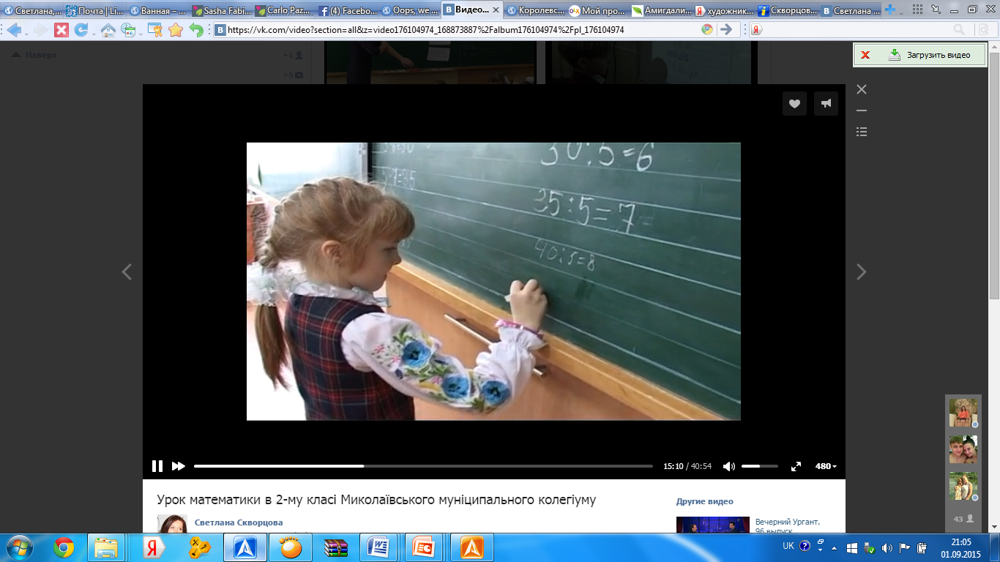 Светлана,...
Почта | Li...
Ванная – ...
Sasha Fabi...
Carlo Paz...
(4) Facebo...
Oops, we ...
Видео...
Королевс...
Мой про...
Амигдали...
художник...
Скворцов...
Светлана ...
https://vk.com/video?section=all&z=video176104974_168873887%2Falbum176104974%2Fpl_176104974
Наверх
+1
+5
Загрузить видео
30:5=6
35:5=7
40:5=8
15:10 / 40:54
480
Урок математики в 2-му класі Миколаївського муніципального колегіуму
Светлана Скворцова
Другие видео
Вечерний Ургант.
96 выпуск
43
UK
21:05
01.09.2015